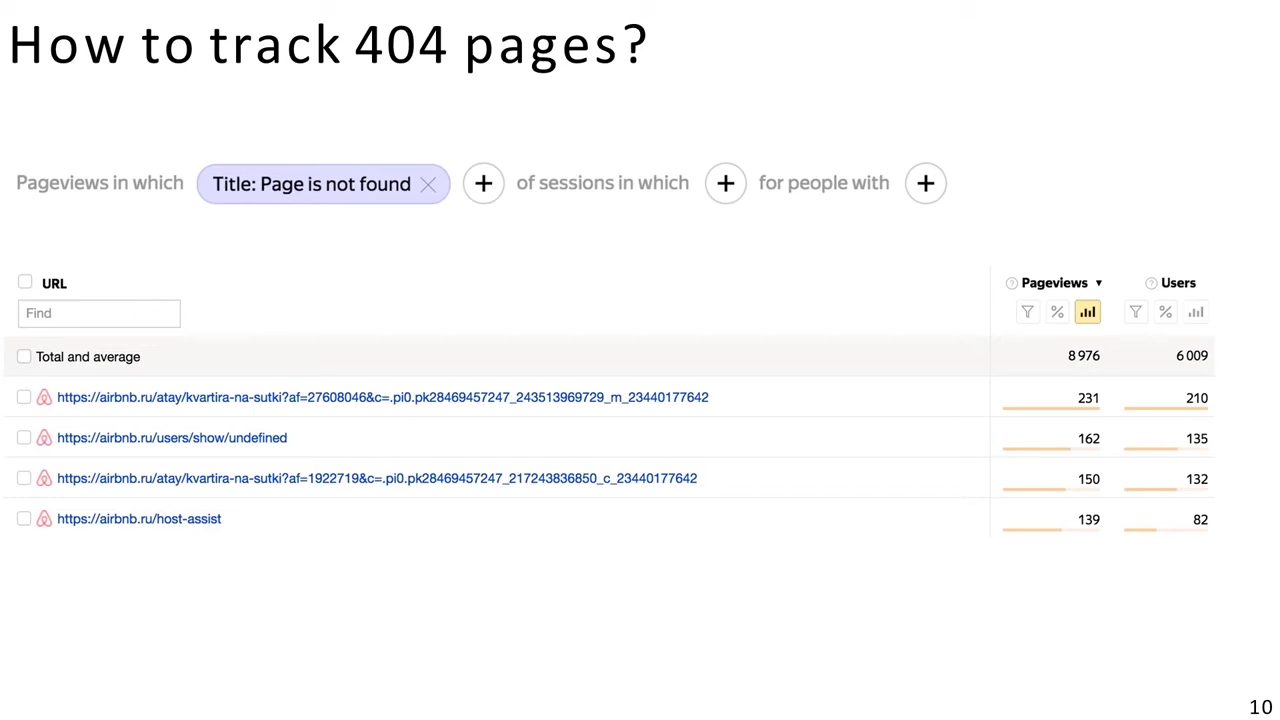 How to track 404 pages?
Pageviews in which Title: Page is not found of sessions in which for people with
URL Pageviews ▼ Users
Find %  %
Total and average 8 976 6 009
https://airbnb.ru/atay/kvartira-na-sutki?af=27608046&c=.pi0.pk28469457247_243513969729_m_23440177642 231 210
https://airbnb.ru/users/show/undefined 162 135
https://airbnb.ru/atay/kvartira-na-sutki?af=1922719&c=.pi0.pk28469457247_217243836850_c_23440177642 150 132
https://airbnb.ru/host-assist 139 82
10